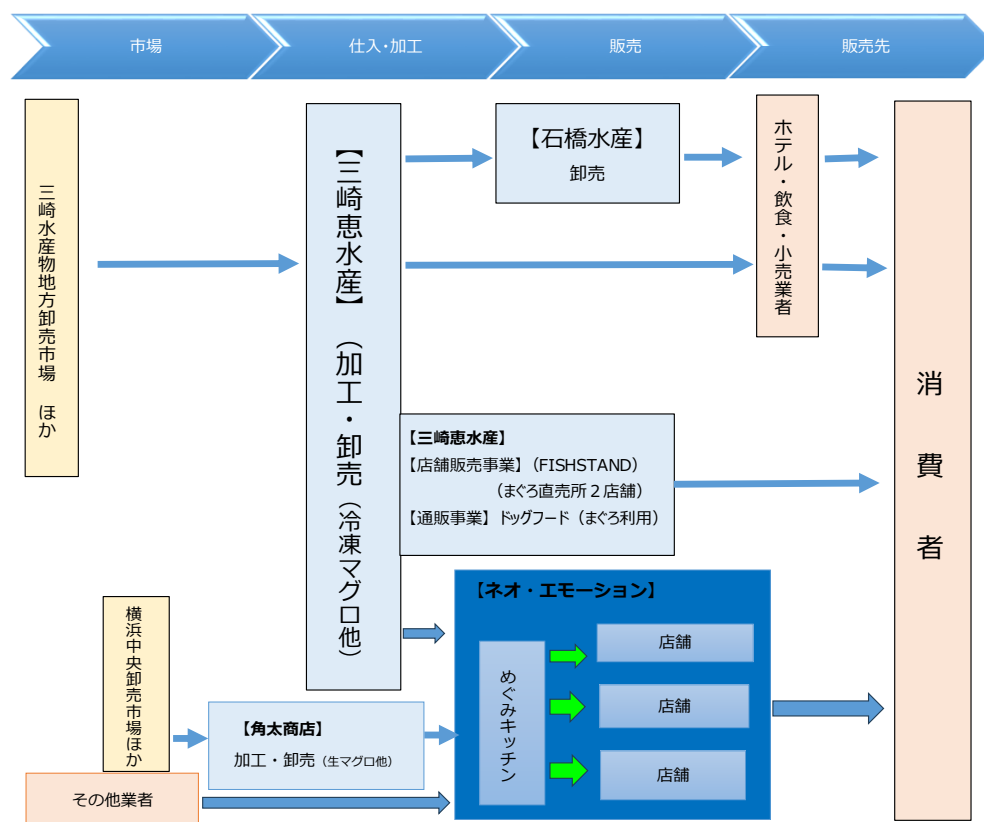 市場
仕入・加工
販売
販売先
三崎水産物地方卸売市場　ほか
【三崎恵水産】　（加工・卸売（冷凍マグロ他）
【石橋水産】
卸売
ホテル・飲食・小売業者
消費者
【三崎恵水産】
【店舗販売事業】（FISHSTAND）
（まぐろ直売所２店舗）
【通販事業】ドッグフード（まぐろ利用）
横浜中央卸売市場ほか
【角太商店】
加工・卸売（生マグロ他）
その他業者
【ネオ・エモーション】
めぐみキッチン
店舗
店舗
店舗